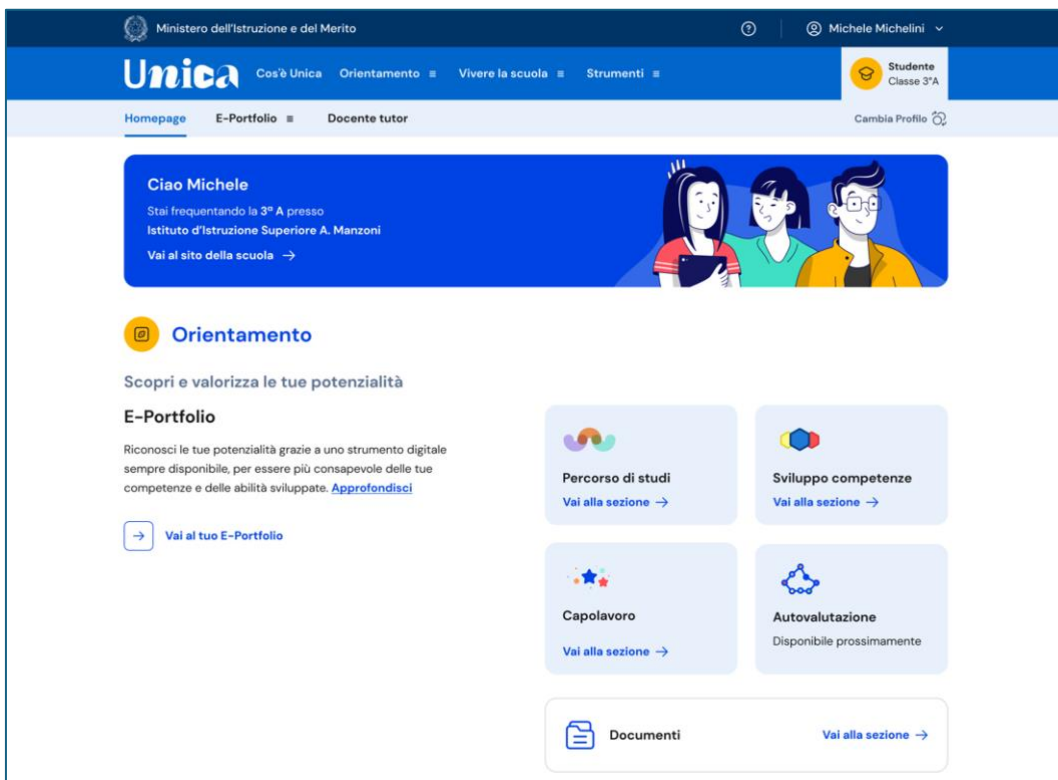 Ministero dell'Istruzione e del Merito
Michele Michelini
Unica
Cos'è Unica
Orientamento
Vivere la scuola
Strumenti
Studente
Classe 3°A
Homepage
E-Portfolio
Docente tutor
Cambia Profilo
Ciao Michele
Stai frequentando la 3ª A presso
Istituto d'Istruzione Superiore A. Manzoni
Vai al sito della scuola →
Orientamento
Scopri e valorizza le tue potenzialità
E-Portfolio
Riconosci le tue potenzialità grazie a uno strumento digitale
sempre disponibile, per essere più consapevole delle tue
competenze e delle abilità sviluppate. Approfondisci
→ Vai al tuo E-Portfolio
Percorso di studi
Vai alla sezione →
Sviluppo competenze
Vai alla sezione →
Capolavoro
Vai alla sezione →
Autovalutazione
Disponibile prossimamente
Documenti
Vai alla sezione →